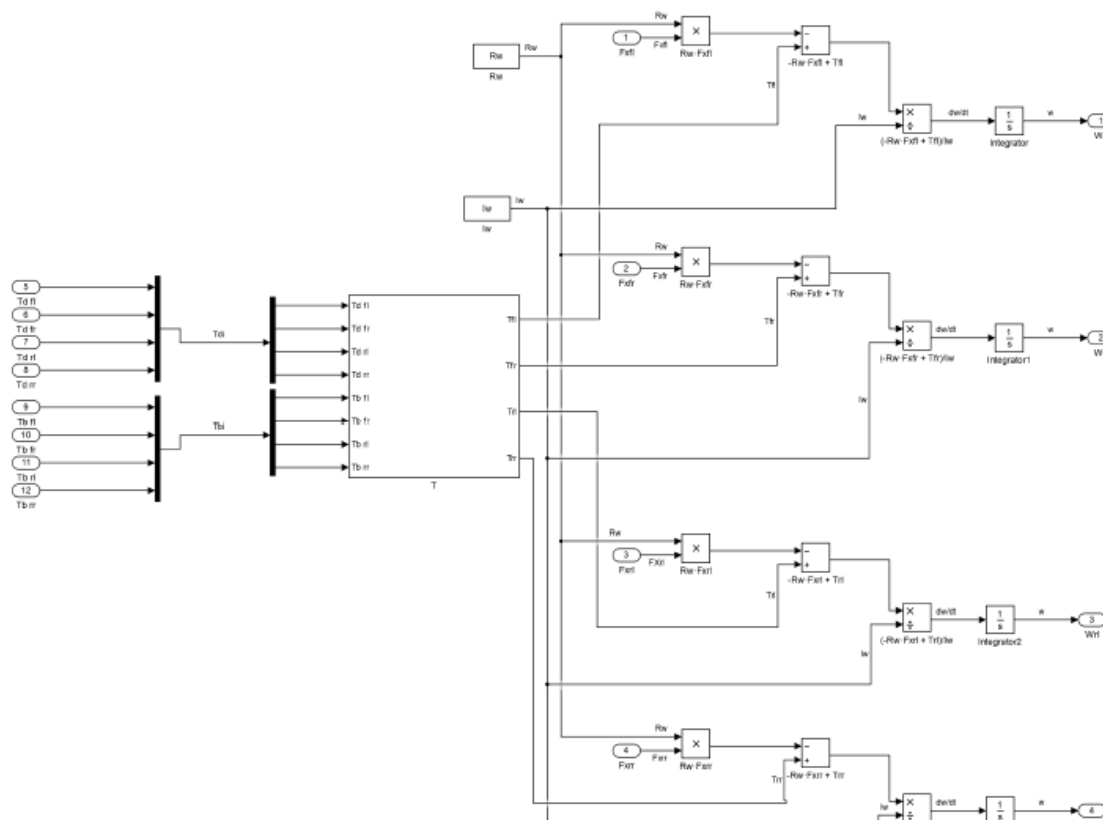 Rw
Rw
Rw
Rw
1
Fxfl
Fxfl
×
Rw·Fxfl
−
+
-Rw·Fxfl + Tfl
Tfl
Iw
×
÷
(-Rw·Fxfl + Tfl)/Iw
dw/dt
1
s
Integrator
w
1
Iw
Iw
Iw
Rw
2
Fxfr
Fxfr
×
Rw·Fxfr
−
+
-Rw·Fxfr + Tfr
Tfr
×
÷
(-Rw·Fxfr + Tfr)/Iw
dw/dt
1
s
Integrator1
w
2
Iw
5
Td fl
6
Td fr
7
Td rl
8
Td rr
Tdi
9
Tb fl
10
Tb fr
11
Tb rl
12
Tb rr
Tbi
Td fl
Td fr
Td rl
Td rr
Tb fl
Tb fr
Tb rl
Tb rr
Tfl
Tfr
Trl
Trr
T
Rw
3
Fxrl
Fxrl
×
Rw·Fxrl
−
+
-Rw·Fxrl + Trl
Trl
×
÷
(-Rw·Fxrl + Trl)/Iw
dw/dt
1
s
Integrator2
w
3
Wrl
Iw
Rw
4
Fxrr
Fxrr
×
Rw·Fxrr
−
+
-Rw·Fxrr + Trr
Trr
Iw
×
÷
dw/dt
1
s
w
4